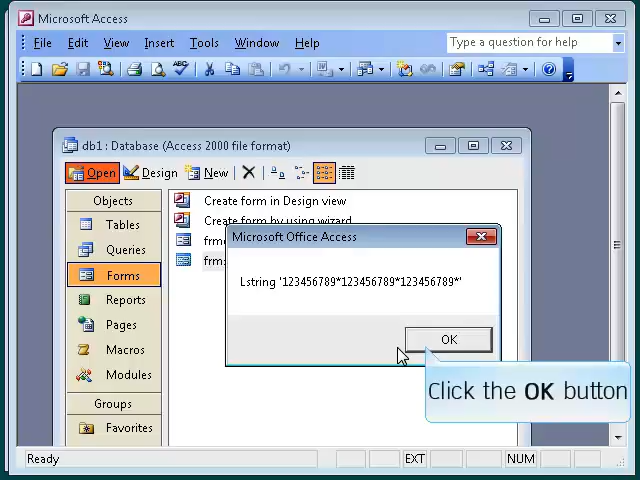 Microsoft Access
File Edit View Insert Tools Window Help
Type a question for help
db1 : Database (Access 2000 file format)
Open Design New
Objects
Tables
Queries
Forms
Reports
Pages
Macros
Modules
Groups
Favorites
Create form in Design view
Create form by using wizard
Microsoft Office Access
Lstring '123456789*123456789*123456789*'
OK
Click the OK button
Ready
EXT
NUM